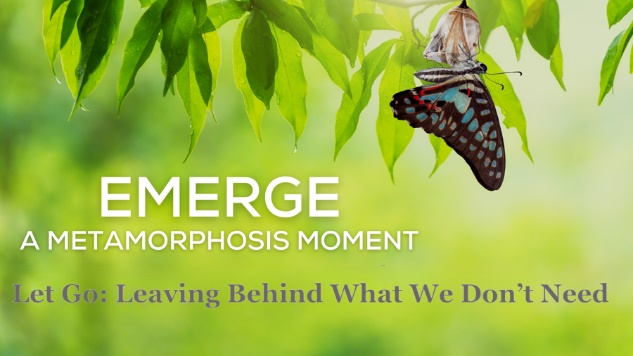 EMERGE
A METAMORPHOSIS MOMENT
Let Go: Leaving Behind What We Don’t Need